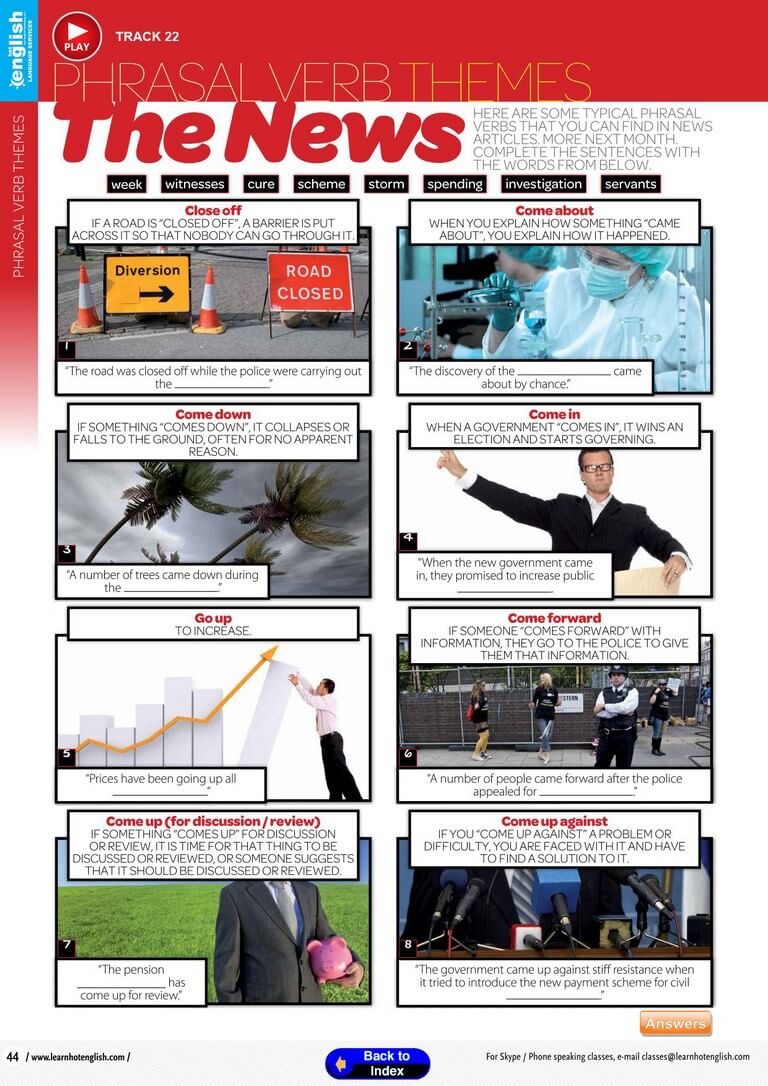 hot
english
LANGUAGE SERVICES
PLAY
TRACK 22
PHRASAL VERB THEMES
PHRASAL VERB THEMES
The News
HERE ARE SOME TYPICAL PHRASAL
VERBS THAT YOU CAN FIND IN NEWS
ARTICLES. MORE NEXT MONTH.
COMPLETE THE SENTENCES WITH
THE WORDS FROM BELOW.
week witnesses cure scheme storm spending investigation servants
Close off
IF A ROAD IS "CLOSED OFF", A BARRIER IS PUT
ACROSS IT SO THAT NOBODY CAN GO THROUGH IT.
Diversion
ROAD
CLOSED
1
"The road was closed off while the police were carrying out
the ____________."
Come about
WHEN YOU EXPLAIN HOW SOMETHING "CAME
ABOUT", YOU EXPLAIN HOW IT HAPPENED.
2
"The discovery of the ____________ came
about by chance."
Come down
IF SOMETHING "COMES DOWN", IT COLLAPSES OR
FALLS TO THE GROUND, OFTEN FOR NO APPARENT
REASON.
3
"A number of trees came down during
the ____________."
Come in
WHEN A GOVERNMENT "COMES IN", IT WINS AN
ELECTION AND STARTS GOVERNING.
4
"When the new government came
in, they promised to increase public
____________."
Go up
TO INCREASE.
5
"Prices have been going up all
____________."
Come forward
IF SOMEONE "COMES FORWARD" WITH
INFORMATION, THEY GO TO THE POLICE TO GIVE
THEM THAT INFORMATION.
6
"A number of people came forward after the police
appealed for ____________."
Come up (for discussion / review)
IF SOMETHING "COMES UP" FOR DISCUSSION
OR REVIEW, IT IS TIME FOR THAT THING TO BE
DISCUSSED OR REVIEWED, OR SOMEONE SUGGESTS
THAT IT SHOULD BE DISCUSSED OR REVIEWED.
7
"The pension
____________ has
come up for review."
Come up against
IF YOU "COME UP AGAINST" A PROBLEM OR
DIFFICULTY, YOU ARE FACED WITH IT AND HAVE
TO FIND A SOLUTION TO IT.
8
"The government came up against stiff resistance when
it tried to introduce the new payment scheme for civil
____________."
Answers
44 / www.learnhotenglish.com /
Back to
Index
For Skype / Phone speaking classes, e-mail classes@learnhotenglish.com